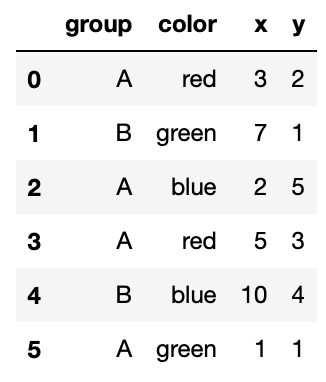 group color x y
0 A red 3 2
1 B green 7 1
2 A blue 2 5
3 A red 5 3
4 B blue 10 4
5 A green 1 1